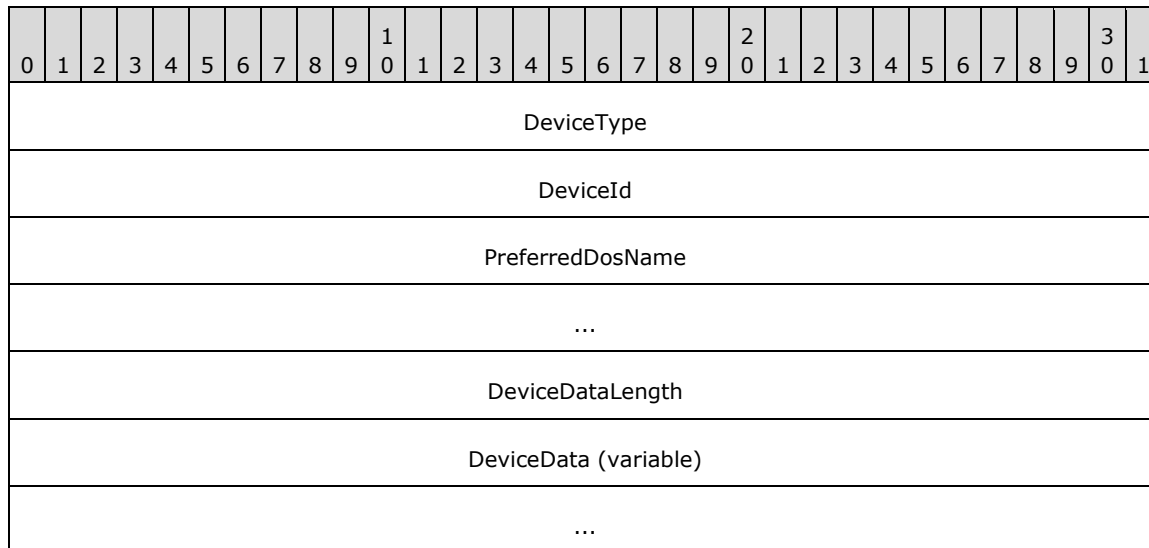 1 2 3
0 1 2 3 4 5 6 7 8 9 0 1 2 3 4 5 6 7 8 9 0 1 2 3 4 5 6 7 8 9 0 1
DeviceType
DeviceId
PreferredDosName
...
DeviceDataLength
DeviceData (variable)
...